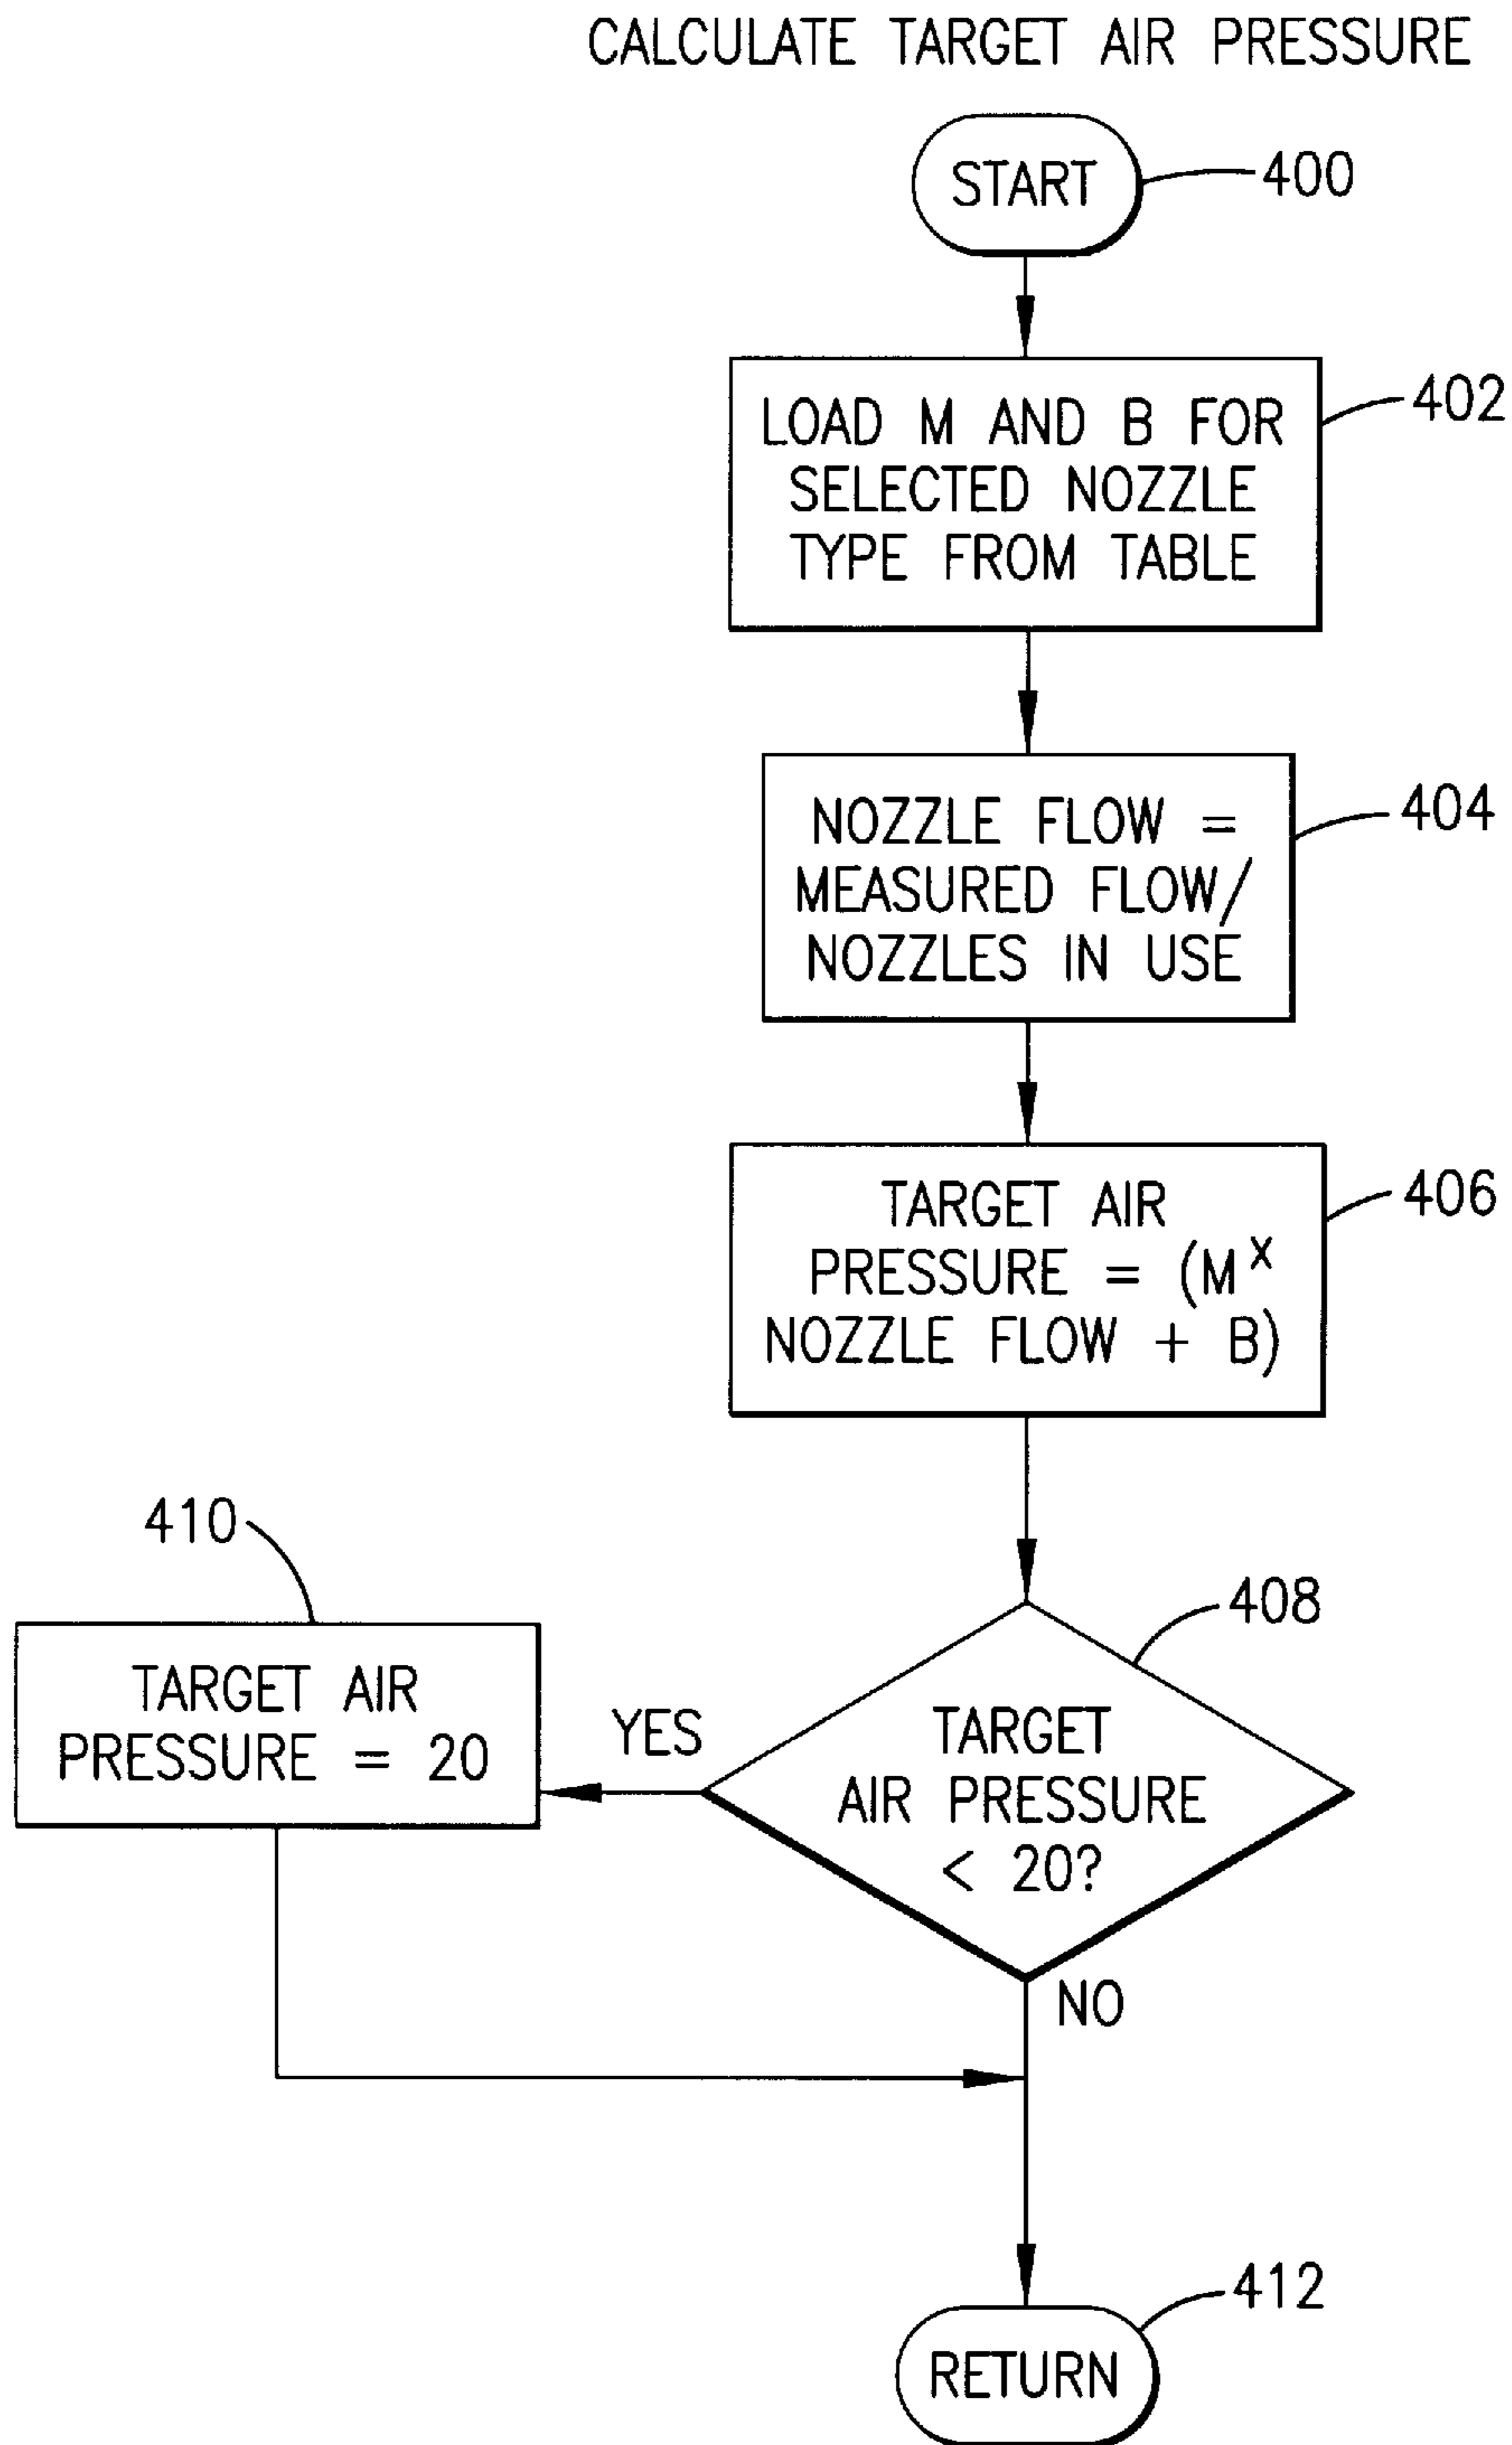 CALCULATE TARGET AIR PRESSURE
START
400
LOAD M AND B FOR
SELECTED NOZZLE
TYPE FROM TABLE
402
NOZZLE FLOW =
MEASURED FLOW/
NOZZLES IN USE
404
TARGET AIR
PRESSURE = (M^X
NOZZLE FLOW + B)
406
TARGET
AIR PRESSURE
< 20?
408
YES
NO
410
TARGET AIR
PRESSURE = 20
RETURN
412